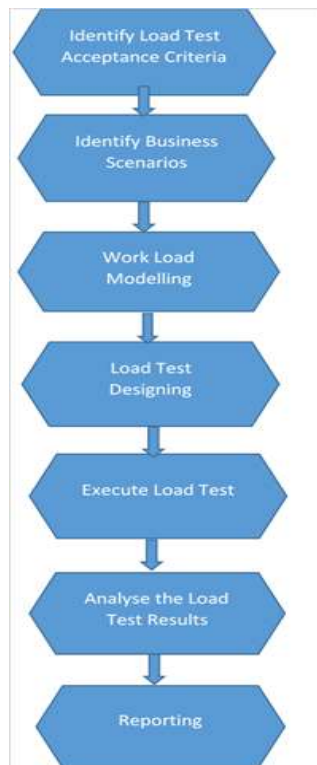 Identify Load Test
Acceptance Criteria
Identify Business
Scenarios
Work Load
Modelling
Load Test
Designing
Execute Load Test
Analyse the Load
Test Results
Reporting